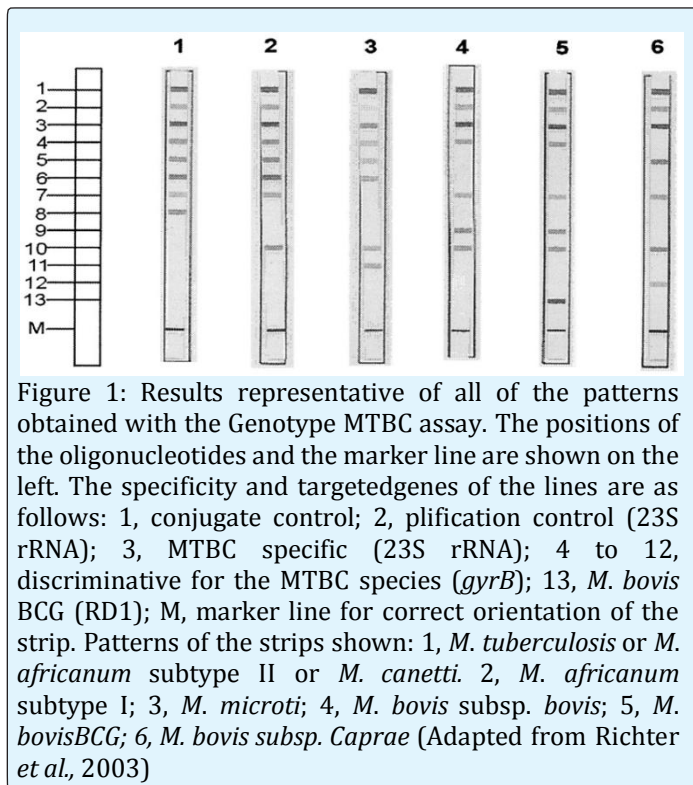 1 2 3 4 5 6
1
2
3
4
5
6
7
8
9
10
11
12
13
M
Figure 1: Results representative of all of the patterns
obtained with the Genotype MTBC assay. The positions of
the oligonucleotides and the marker line are shown on the
left. The specificity and targetedgenes of the lines are as
follows: 1, conjugate control; 2, plification control (23S
rRNA); 3, MTBC specific (23S rRNA); 4 to 12,
discriminative for the MTBC species (gyrB); 13, M. bovis
BCG (RD1); M, marker line for correct orientation of the
strip. Patterns of the strips shown: 1, M. tuberculosis or M.
africanum subtype II or M. canetti. 2, M. africanum
subtype I; 3, M. microti; 4, M. bovis subsp. bovis; 5, M.
bovisBCG; 6, M. bovis subsp. Caprae (Adapted from Richter
et al., 2003)